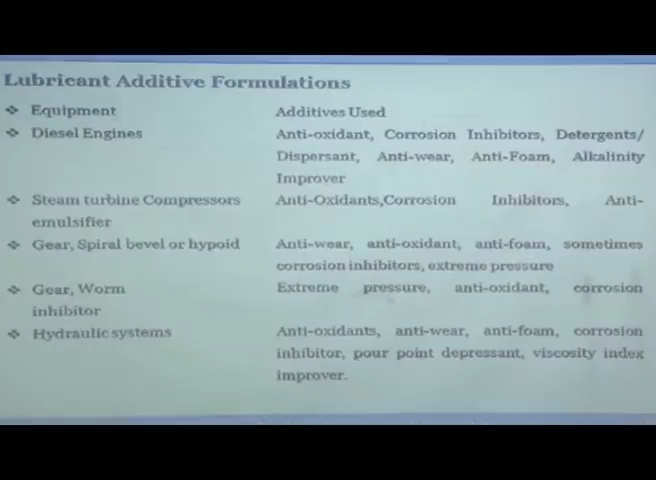 Lubricant Additive Formulations
❖ Equipment Additives Used
❖ Diesel Engines Anti-oxidant, Corrosion Inhibitors, Detergents/
Dispersant, Anti-wear, Anti-Foam, Alkalinity
Improver
❖ Steam turbine Compressors Anti-Oxidants,Corrosion Inhibitors, Anti-
emulsifier
❖ Gear, Spiral bevel or hypoid Anti-wear, anti-oxidant, anti-foam, sometimes
corrosion inhibitors, extreme pressure
❖ Gear, Worm Extreme pressure, anti-oxidant, corrosion
inhibitor
❖ Hydraulic systems Anti-oxidants, anti-wear, anti-foam, corrosion
inhibitor, pour point depressant, viscosity index
improver.